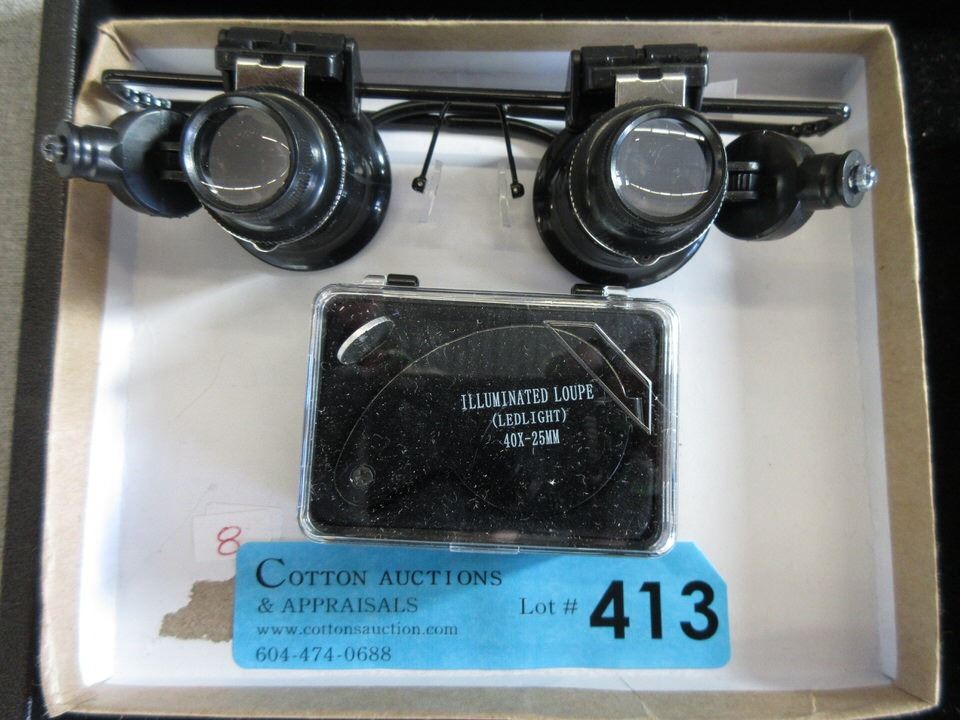 ILLUMINATED LOUPE
(LEDLIGHT)
40X-25MM
8
COTTON AUCTIONS
& APPRAISALS
www.cottonsauction.com
604-474-0688
Lot # 413